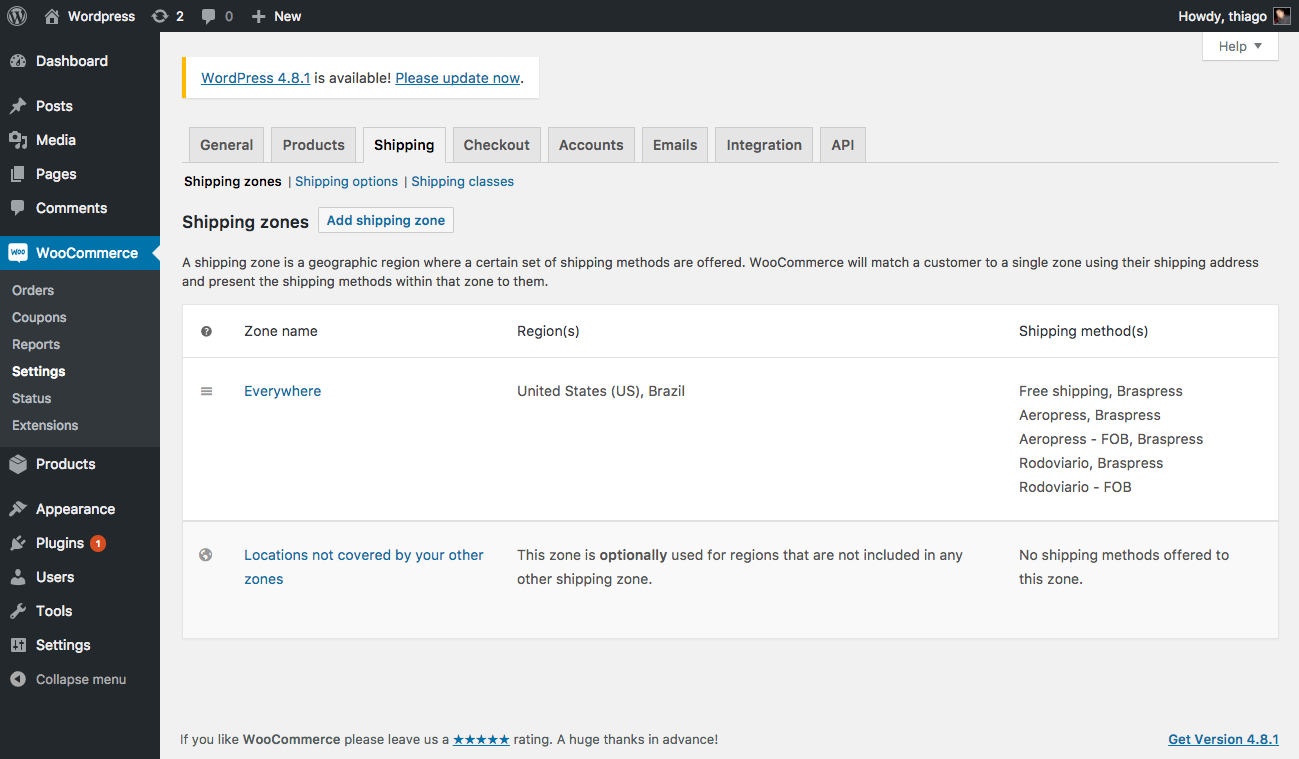 Wordpress 2 0 New Howdy, thiago
Help
Dashboard
Posts
Media
Pages
Comments
Woo WooCommerce
Orders
Coupons
Reports
Settings
Status
Extensions
Products
Appearance
Plugins 1
Users
Tools
Settings
Collapse menu
WordPress 4.8.1 is available! Please update now.
General Products Shipping Checkout Accounts Emails Integration API
Shipping zones | Shipping options | Shipping classes
Shipping zones Add shipping zone
A shipping zone is a geographic region where a certain set of shipping methods are offered. WooCommerce will match a customer to a single zone using their shipping address
and present the shipping methods within that zone to them.
? Zone name Region(s) Shipping method(s)
Everywhere United States (US), Brazil Free shipping, Braspress
Aeropress, Braspress
Aeropress - FOB, Braspress
Rodoviario, Braspress
Rodoviario - FOB
Locations not covered by your other This zone is optionally used for regions that are not included in any No shipping methods offered to
zones other shipping zone. this zone.
If you like WooCommerce please leave us a ★★★★★ rating. A huge thanks in advance! Get Version 4.8.1